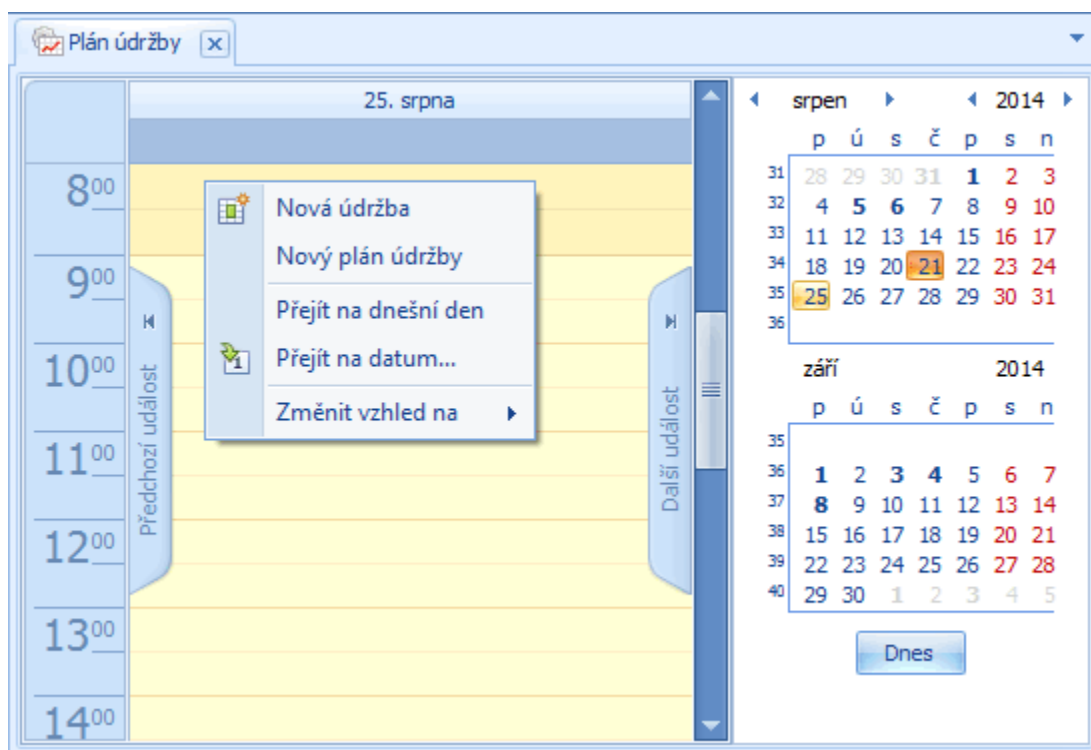 Plán údržby
25. srpna
8 00
9 00
10 00
11 00
12 00
13 00
14 00
Předchozí událost
Nová údržba
Nový plán údržby
Přejít na dnešní den
Přejít na datum...
Změnit vzhled na
Další událost
srpen 2014
p ú s č p s n
31 28 29 30 31 1 2 3
32 4 5 6 7 8 9 10
33 11 12 13 14 15 16 17
34 18 19 20 21 22 23 24
35 25 26 27 28 29 30 31
36
září 2014
p ú s č p s n
35
36 1 2 3 4 5 6 7
37 8 9 10 11 12 13 14
38 15 16 17 18 19 20 21
39 22 23 24 25 26 27 28
40 29 30 1 2 3 4 5
Dnes